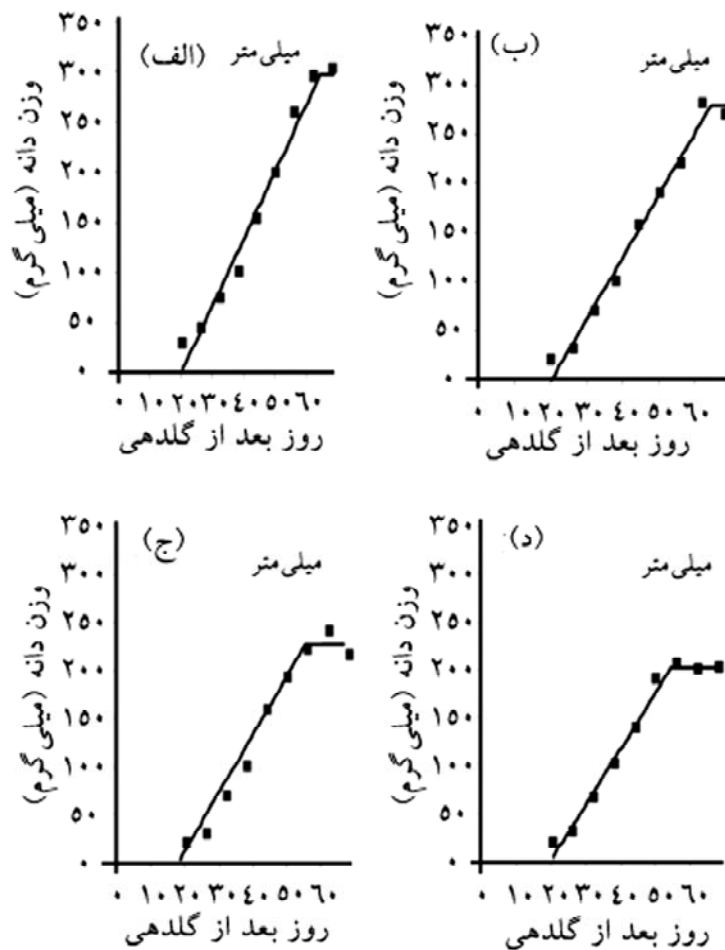 (الف) میلی متر
وزن دانه (میلی گرم)
۳۵۰
۳۰۰
۲۵۰
۲۰۰
۱۵۰
۱۰۰
۵۰
۰
۰ ۱۰ ۲۰ ۳۰ ۴۰ ۵۰ ۶۰
روز بعد از گلدهی
(ب)
میلی متر
وزن دانه (میلی گرم)
۳۵۰
۳۰۰
۲۵۰
۲۰۰
۱۵۰
۱۰۰
۵۰
۰
۰ ۱۰ ۲۰ ۳۰ ۴۰ ۵۰ ۶۰
روز بعد از گلدهی
(ج)
میلی متر
وزن دانه (میلی گرم)
۳۵۰
۳۰۰
۲۵۰
۲۰۰
۱۵۰
۱۰۰
۵۰
۰
۰ ۱۰ ۲۰ ۳۰ ۴۰ ۵۰ ۶۰
روز بعد از گلدهی
(د)
میلی متر
وزن دانه (میلی گرم)
۳۵۰
۳۰۰
۲۵۰
۲۰۰
۱۵۰
۱۰۰
۵۰
۰
۰ ۱۰ ۲۰ ۳۰ ۴۰ ۵۰ ۶۰
روز بعد از گلدهی